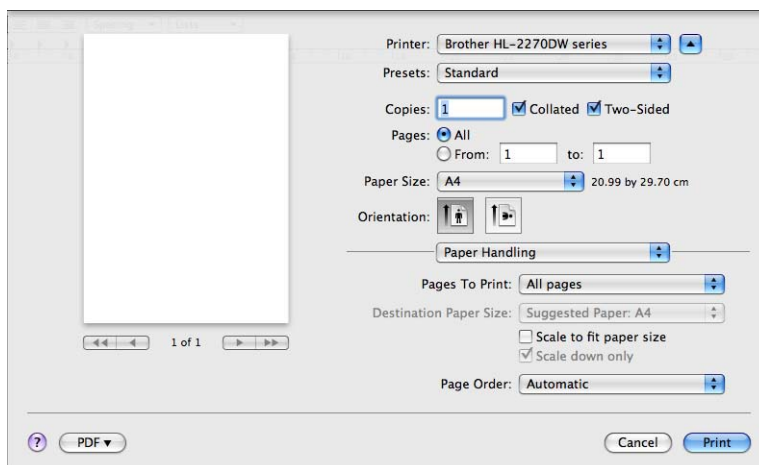 Spacing Lists
Printer: Brother HL-2270DW series
Presets: Standard
Copies: 1 Collated Two-Sided
Pages: All
From: 1 to: 1
Paper Size: A4 20.99 by 29.70 cm
Orientation:
Paper Handling
Pages To Print: All pages
Destination Paper Size: Suggested Paper: A4
Scale to fit paper size
Scale down only
1 of 1
Page Order: Automatic
? PDF Cancel Print